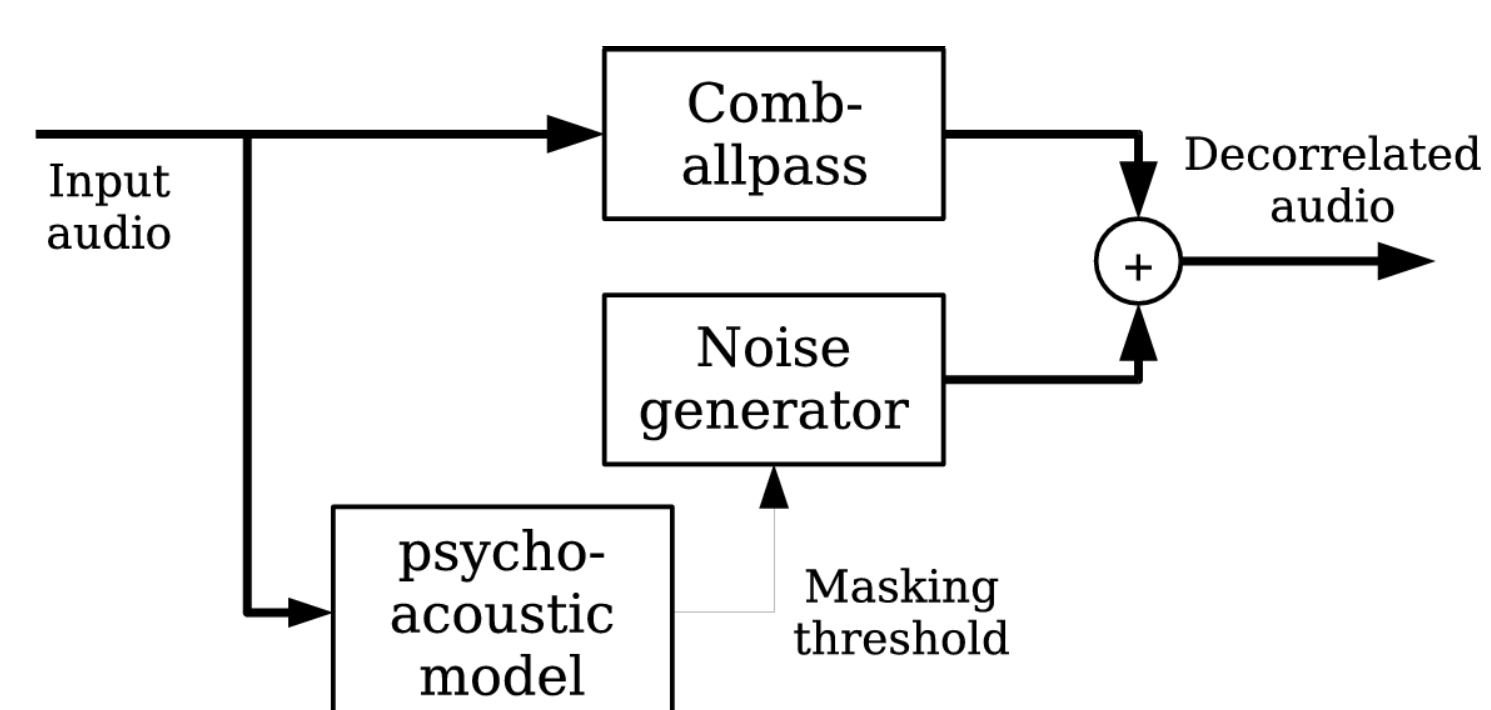 Comb-
allpass
Input
audio
Decorrelated
audio
+
Noise
generator
psycho-
acoustic
model
Masking
threshold